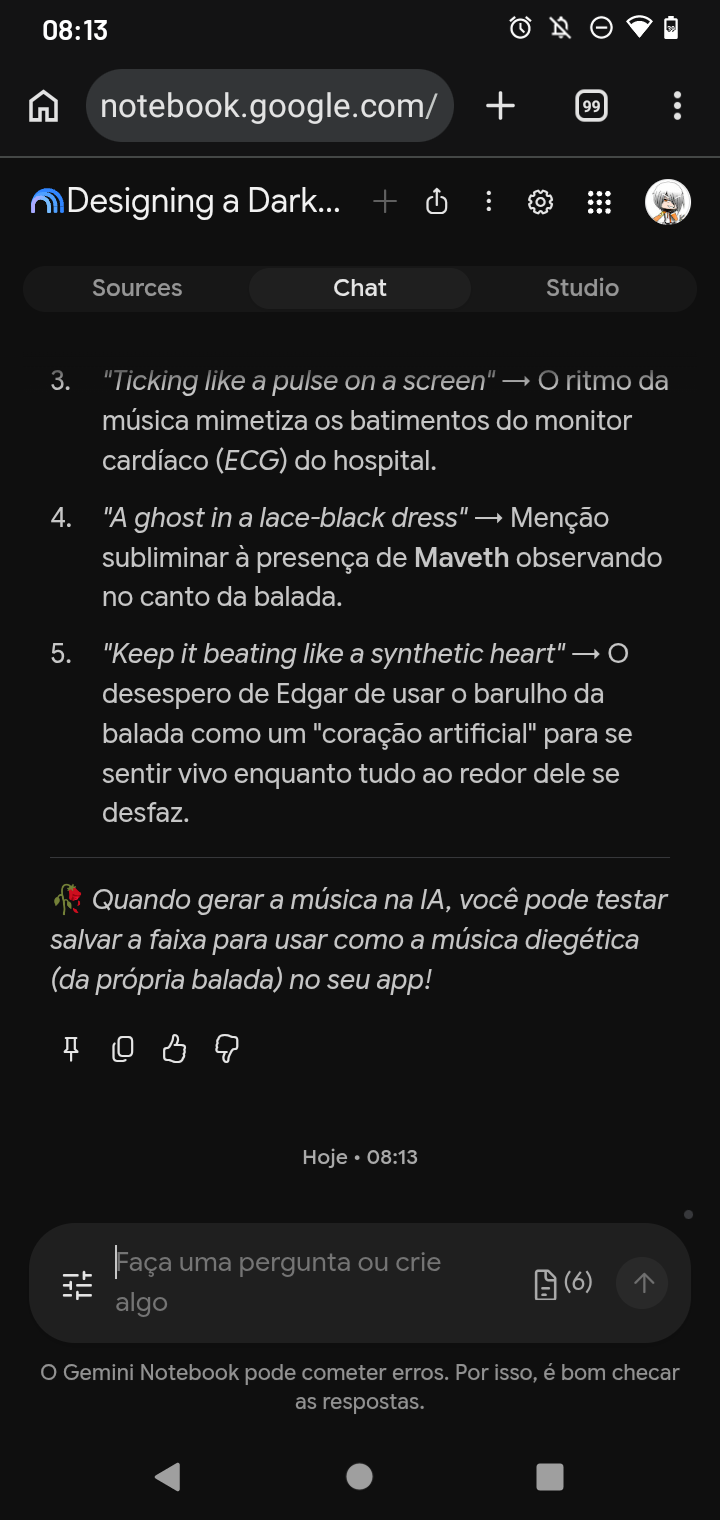 08:13
notebook.google.com/
99
Designing a Dark...
Sources
Chat
Studio
3. "Ticking like a pulse on a screen" → O ritmo da
música mimetiza os batimentos do monitor
cardíaco (ECG) do hospital.
4. "A ghost in a lace-black dress" → Menção
subliminar à presença de Maveth observando
no canto da balada.
5. "Keep it beating like a synthetic heart" → O
desespero de Edgar de usar o barulho da
balada como um "coração artificial" para se
sentir vivo enquanto tudo ao redor dele se
desfaz.
🥀 Quando gerar a música na IA, você pode testar
salvar a faixa para usar como a música diegética
(da própria balada) no seu app!
Hoje • 08:13
Faça uma pergunta ou crie
algo
(6)
O Gemini Notebook pode cometer erros. Por isso, é bom checar
as respostas.